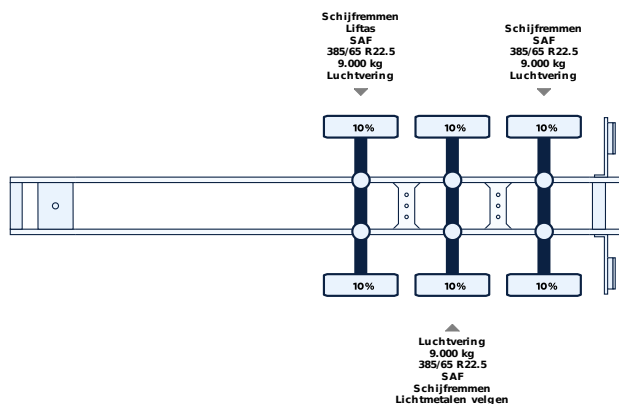 Schijfremmen
Liftas
SAF
385/65 R22.5
9.000 kg
Luchtvering
Schijfremmen
SAF
385/65 R22.5
9.000 kg
Luchtvering
10%
10%
10%
10%
10%
10%
Luchtvering
9.000 kg
385/65 R22.5
SAF
Schijfremmen
Lichtmetalen velgen